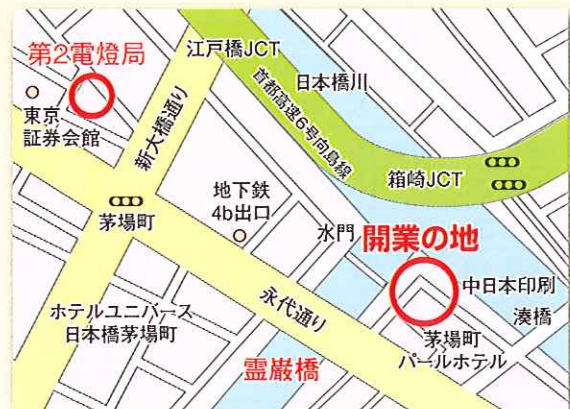 第2電燈局
江戸橋JCT
日本橋川
東京
証券会館
新大橋通り
首都高速6号向島線
箱崎JCT
茅場町
地下鉄
4b出口
水門
開業の地
中日本印刷
湊橋
茅場町
パールホテル
ホテルユニバース
日本橋茅場町
永代通り
霊巌橋